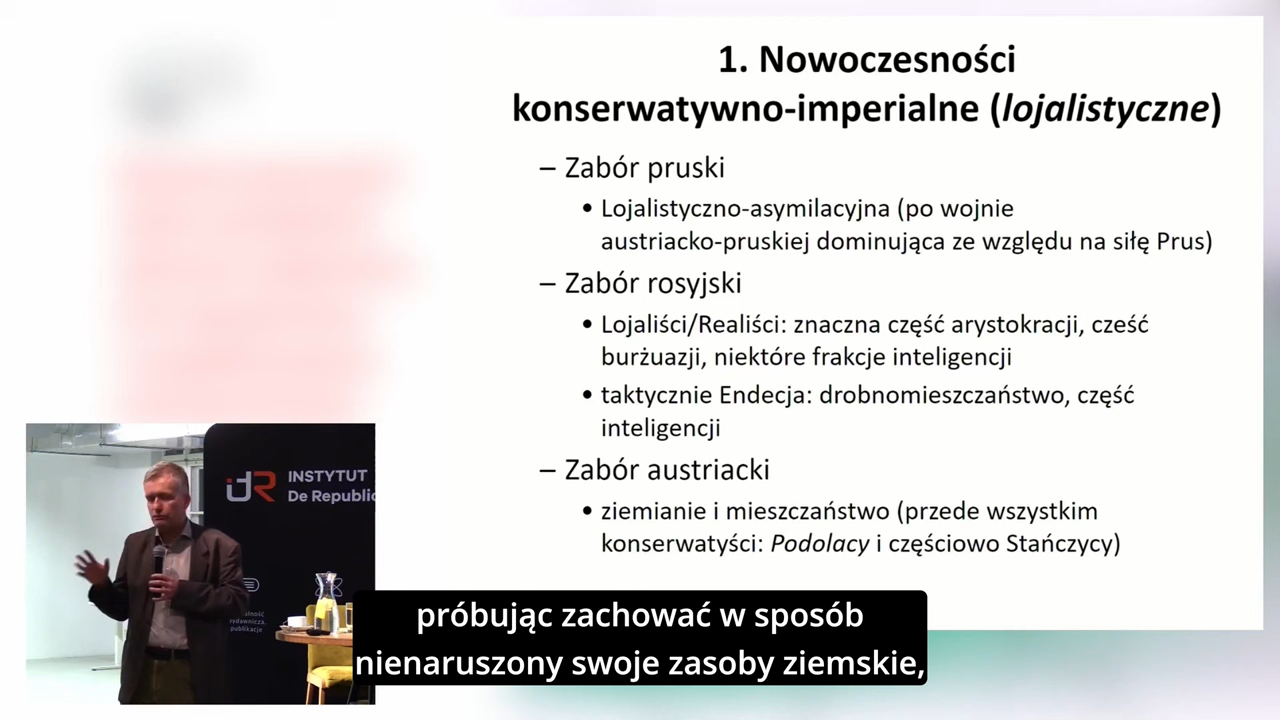 1. Nowoczesności
konserwatywno-imperialne (lojalistyczne)
– Zabór pruski
• Lojalistyczno-asymilacyjna (po wojnie
austriacko-pruskiej dominująca ze względu na siłę Prus)
– Zabór rosyjski
• Lojaliści/Realiści: znaczna część arystokracji, cześć
burżuazji, niektóre frakcje inteligencji
• taktycznie Endecja: drobnomieszczaństwo, część
inteligencji
– Zabór austriacki
• ziemianie i mieszczaństwo (przede wszystkim
konserwatyści: Podolacy i częściowo Stańczycy)
idR INSTYTUT
De Republic
publikacje
próbując zachować w sposób
nienaruszony swoje zasoby ziemskie,